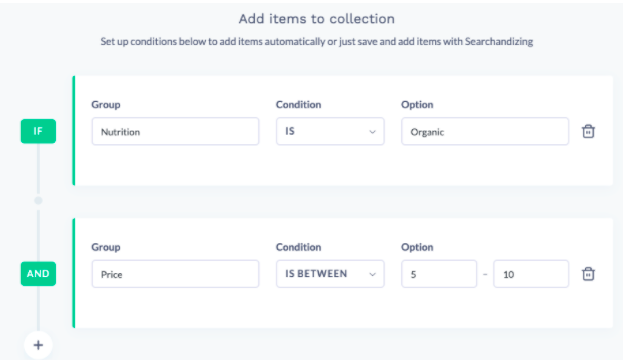 Add items to collection
Set up conditions below to add items automatically or just save and add items with Searchandizing
Group Condition Option
IF Nutrition IS Organic
Group Condition Option
AND Price IS BETWEEN 5 - 10
+